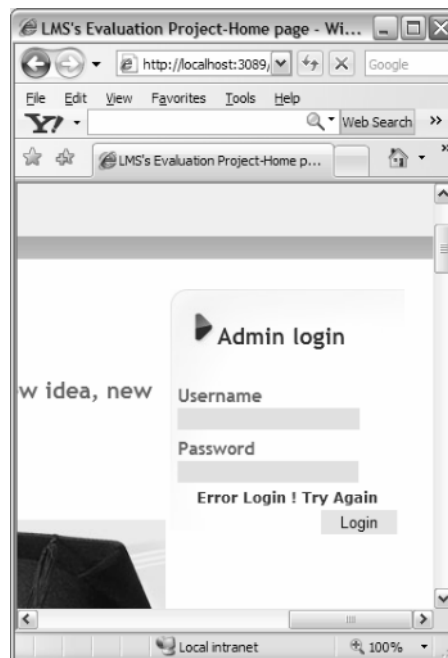 LMS's Evaluation Project-Home page - Wi...
http://localhost:3089/
Google
File Edit View Favorites Tools Help
Y! Web Search »
LMS's Evaluation Project-Home p... »
Admin login
w idea, new
Username
Password
Error Login ! Try Again
Login
Local intranet 100%